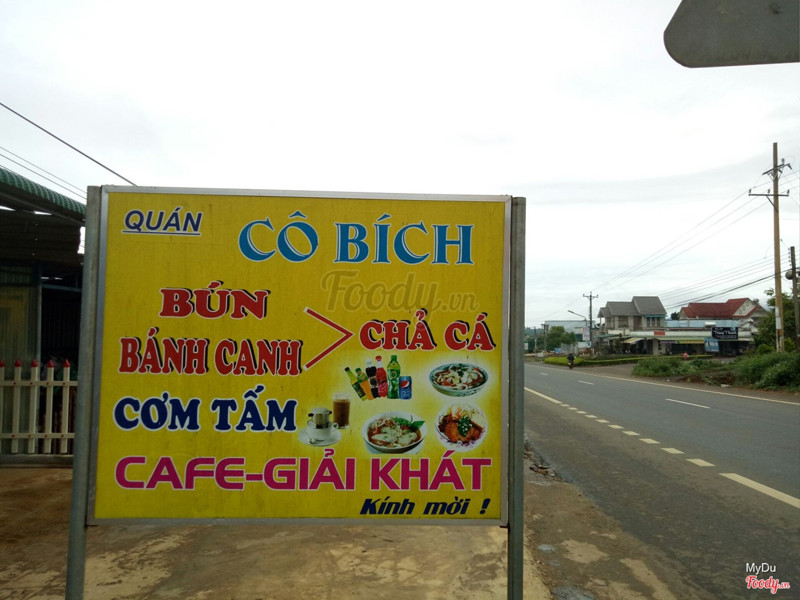 QUÁN
CÔ BÍCH
BÚN
BÁNH CANH
CHẢ CÁ
CƠM TẤM
CAFE-GIẢI KHÁT
Kính mời !
Foody.vn
MyDu
Foody.vn